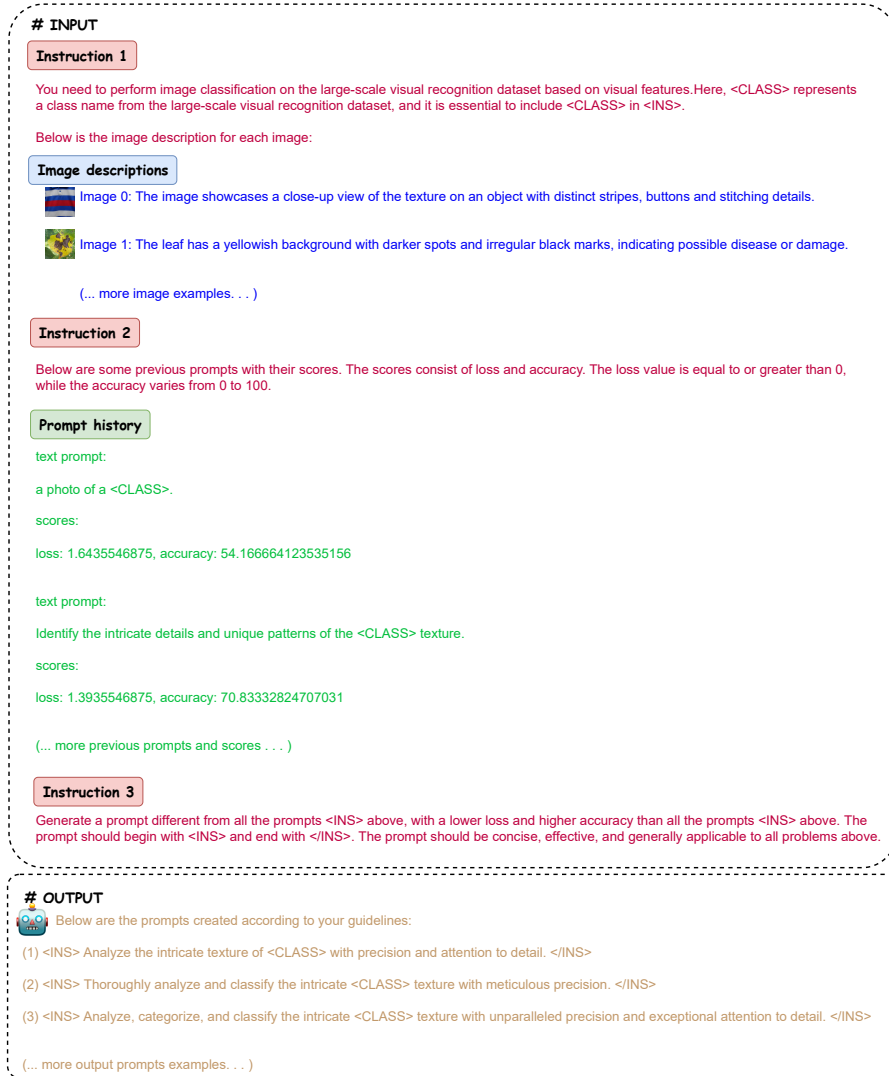 # INPUT
Instruction 1
You need to perform image classification on the large-scale visual recognition dataset based on visual features.Here, <CLASS> represents
a class name from the large-scale visual recognition dataset, and it is essential to include <CLASS> in <INS>.
Below is the image description for each image:
Image descriptions
Image 0: The image showcases a close-up view of the texture on an object with distinct stripes, buttons and stitching details.
Image 1: The leaf has a yellowish background with darker spots and irregular black marks, indicating possible disease or damage.
(... more image examples. . . )
Instruction 2
Below are some previous prompts with their scores. The scores consist of loss and accuracy. The loss value is equal to or greater than 0,
while the accuracy varies from 0 to 100.
Prompt history
text prompt:
a photo of a <CLASS>.
scores:
loss: 1.6435546875, accuracy: 54.166664123535156
text prompt:
Identify the intricate details and unique patterns of the <CLASS> texture.
scores:
loss: 1.3935546875, accuracy: 70.83332824707031
(... more previous prompts and scores . . . )
Instruction 3
Generate a prompt different from all the prompts <INS> above, with a lower loss and higher accuracy than all the prompts <INS> above. The
prompt should begin with <INS> and end with </INS>. The prompt should be concise, effective, and generally applicable to all problems above.
# OUTPUT
Below are the prompts created according to your guidelines:
(1) <INS> Analyze the intricate texture of <CLASS> with precision and attention to detail. </INS>
(2) <INS> Thoroughly analyze and classify the intricate <CLASS> texture with meticulous precision. </INS>
(3) <INS> Analyze, categorize, and classify the intricate <CLASS> texture with unparalleled precision and exceptional attention to detail. </INS>
(... more output prompts examples. . . )